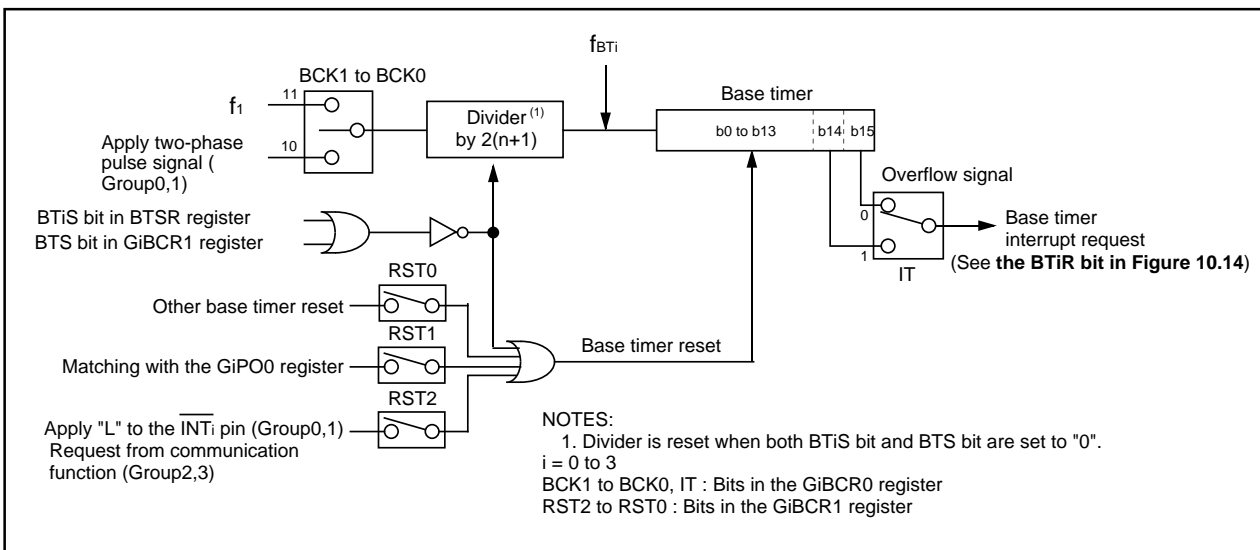 fBTi
BCK1 to BCK0
Base timer
f1
11
Divider (1)
by 2(n+1)
b0 to b13
b14
b15
Apply two-phase
pulse signal (
Group0,1)
10
Overflow signal
0
1
IT
Base timer
interrupt request
(See the BTiR bit in Figure 10.14)
BTiS bit in BTSR register
BTS bit in GiBCR1 register
RST0
Other base timer reset
RST1
Matching with the GiPO0 register
Base timer reset
RST2
Apply "L" to the INTi pin (Group0,1)
Request from communication
function (Group2,3)
NOTES:
1. Divider is reset when both BTiS bit and BTS bit are set to "0".
i = 0 to 3
BCK1 to BCK0, IT : Bits in the GiBCR0 register
RST2 to RST0 : Bits in the GiBCR1 register